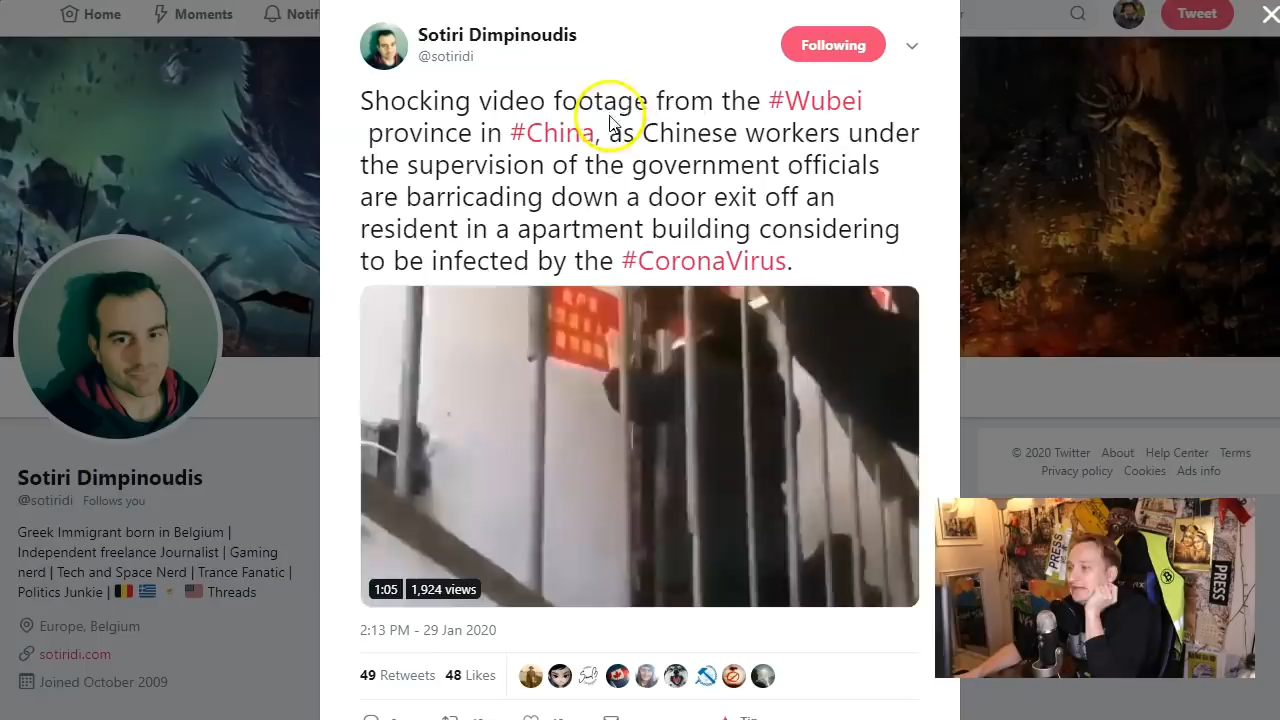 Home
Moments
Notif
Tweet
Sotiri Dimpinoudis
@sotiridi
Following
Shocking video footage from the #Wubei
province in #China, as Chinese workers under
the supervision of the government officials
are barricading down a door exit off an
resident in a apartment building considering
to be infected by the #CoronaVirus.
1:05
1,924 views
2:13 PM - 29 Jan 2020
49 Retweets 48 Likes
Sotiri Dimpinoudis
@sotiridi Follows you
Greek Immigrant born in Belgium |
Independent freelance Journalist | Gaming
nerd | Tech and Space Nerd | Trance Fanatic |
Politics Junkie | Threads
Europe, Belgium
sotiridi.com
Joined October 2009
© 2020 Twitter About Help Center Terms
Privacy policy Cookies Ads info
PRESS
PRESS